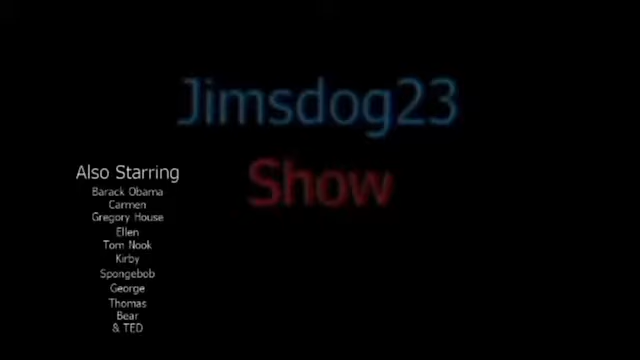 Jimsdog23
Show
Also Starring
Barack Obama
Carmen
Gregory House
Ellen
Tom Nook
Kirby
Spongebob
George
Thomas
Bear
& TED